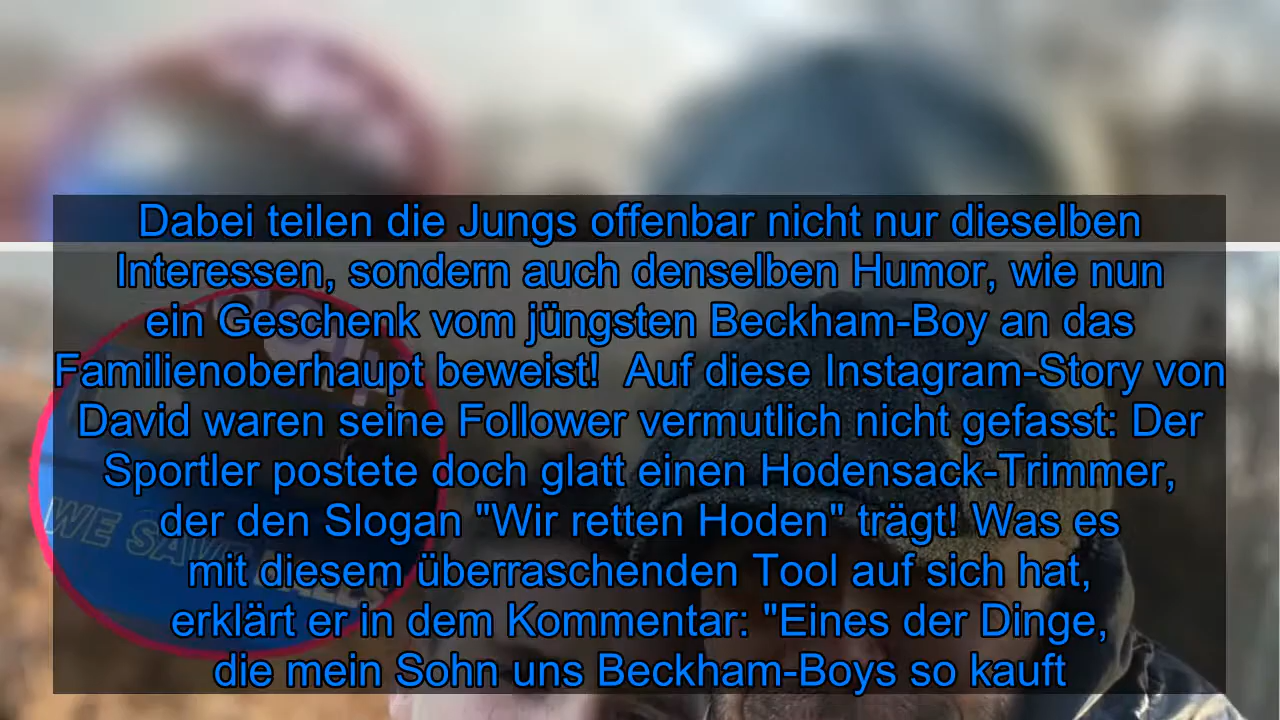 Dabei teilen die Jungs offenbar nicht nur dieselben
Interessen, sondern auch denselben Humor, wie nun
ein Geschenk vom jüngsten Beckham-Boy an das
Familienoberhaupt beweist!  Auf diese Instagram-Story von
David waren seine Follower vermutlich nicht gefasst: Der
Sportler postete doch glatt einen Hodensack-Trimmer,
der den Slogan "Wir retten Hoden" trägt! Was es
mit diesem überraschenden Tool auf sich hat,
erklärt er in dem Kommentar: "Eines der Dinge,
die mein Sohn uns Beckham-Boys so kauft
WE SAVE BALLS